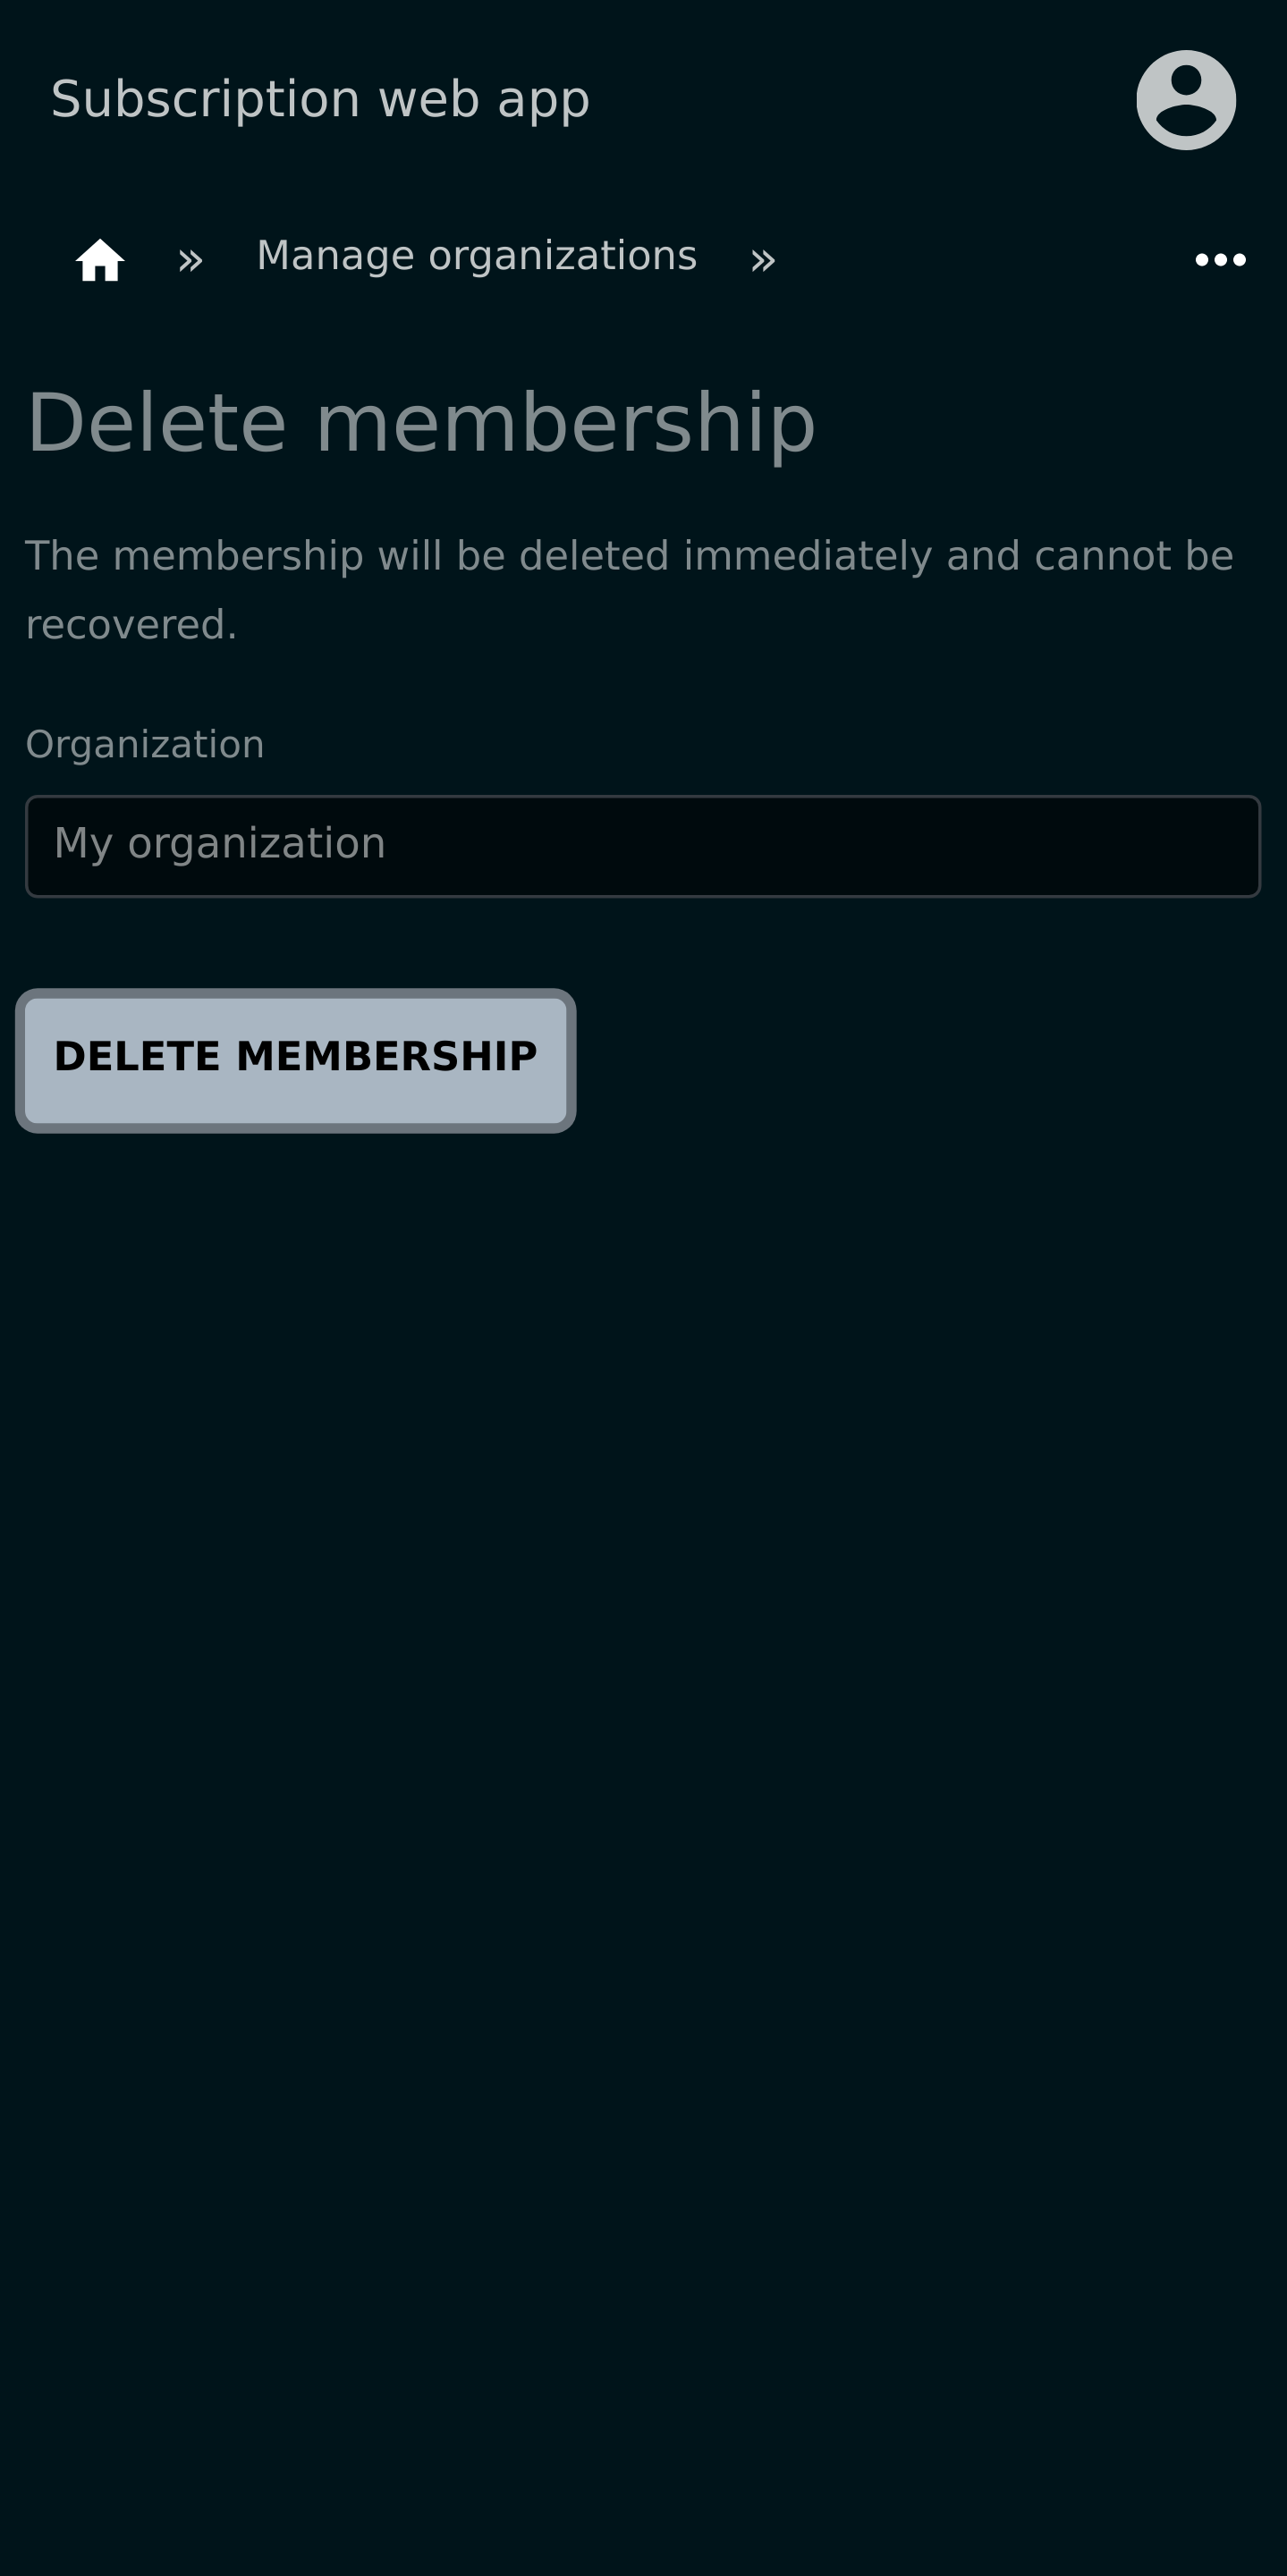 Subscription web app
» Manage organizations »
Delete membership
The membership will be deleted immediately and cannot be
recovered.
Organization
My organization
DELETE MEMBERSHIP